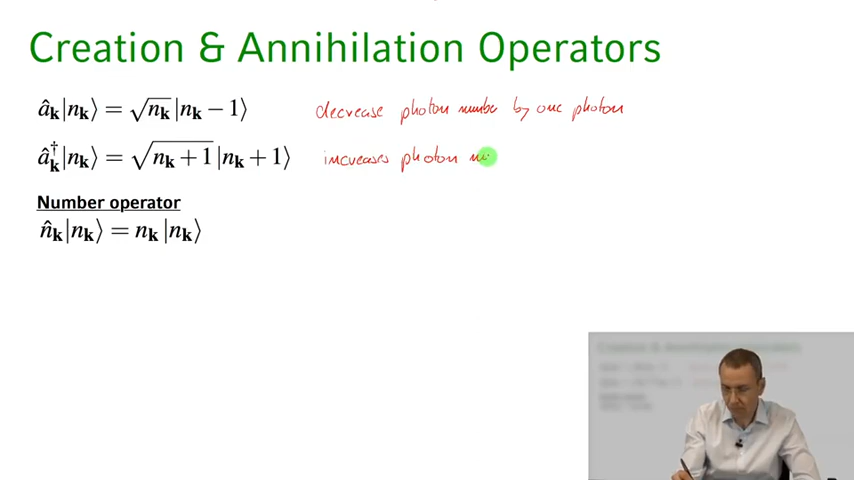 Creation & Annihilation Operators
â𝐤|n𝐤⟩ = √n𝐤 |n𝐤 − 1⟩ decrease photon number by one photon
â†𝐤|n𝐤⟩ = √(n𝐤 + 1) |n𝐤 + 1⟩ increases photon
Number operator
n̂𝐤|n𝐤⟩ = n𝐤 |n𝐤⟩